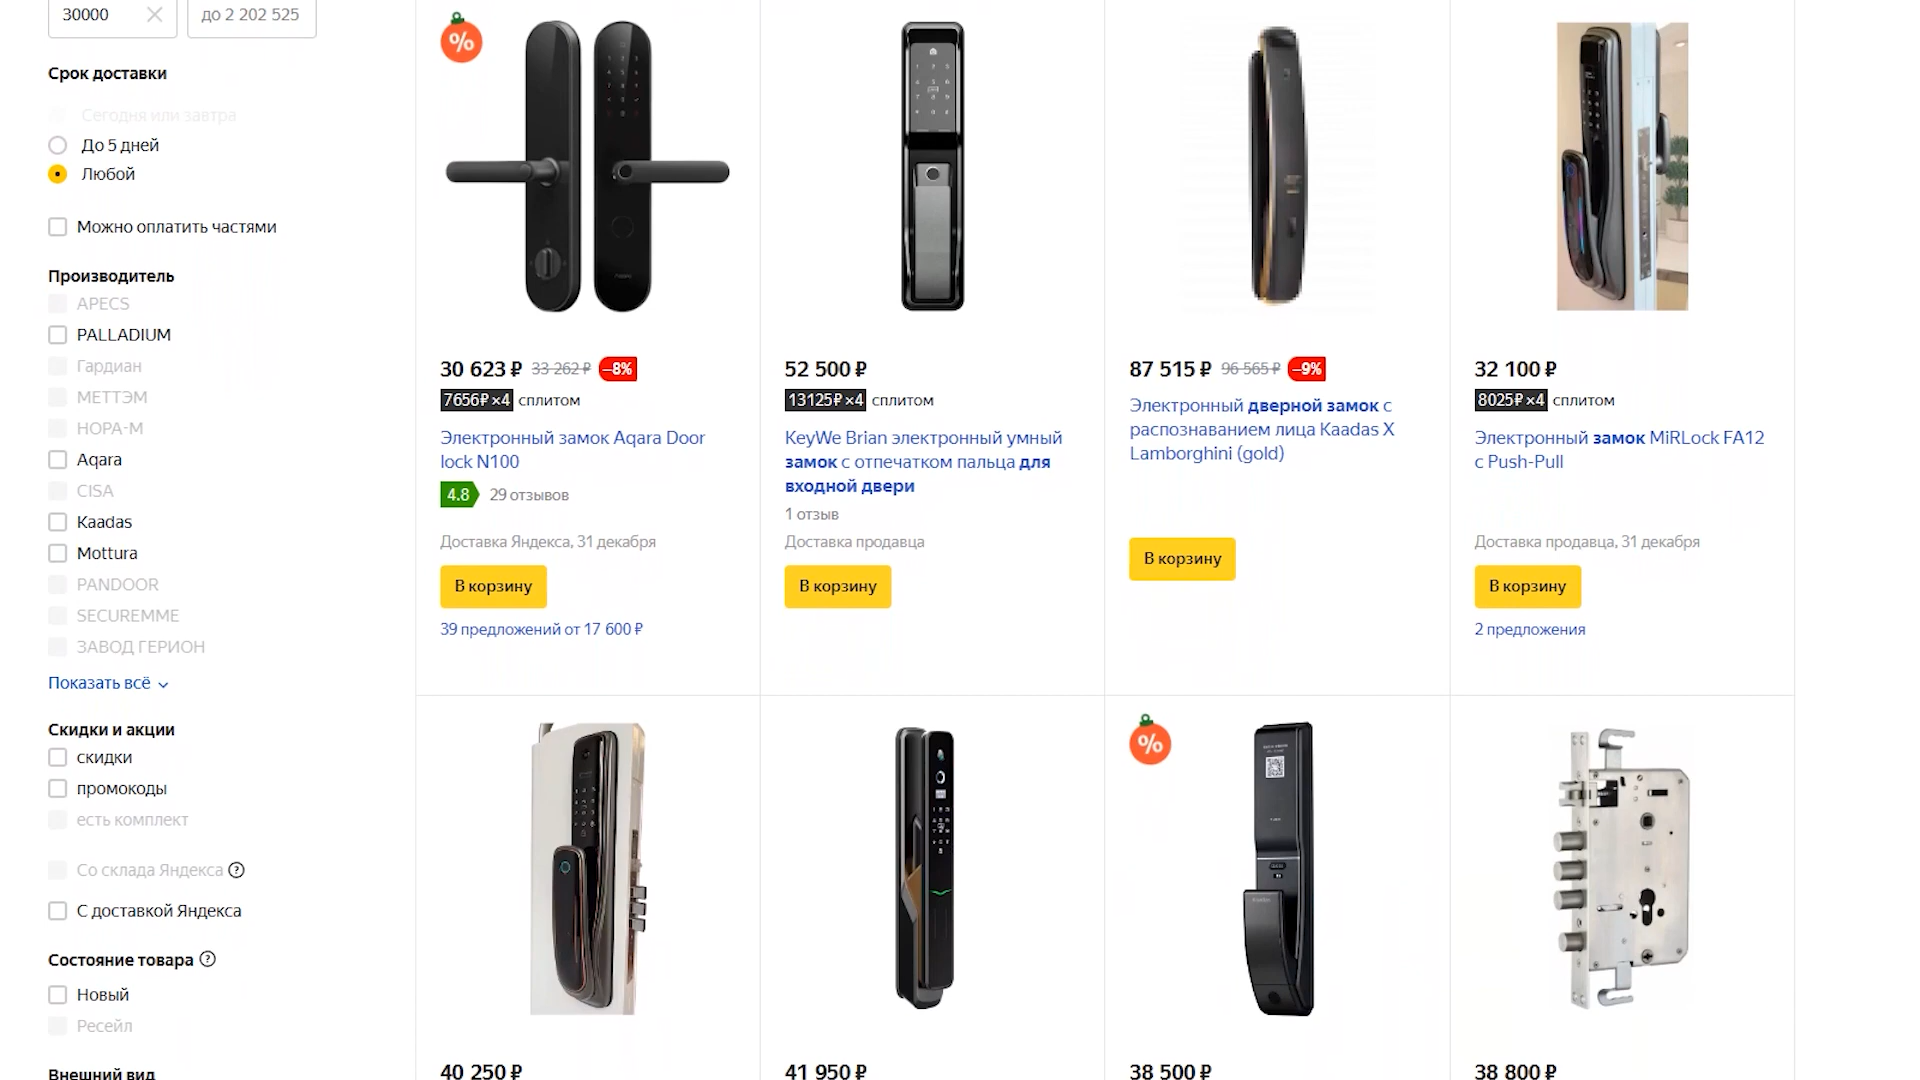 30000
до 2 202 525
Срок доставки
Сегодня или завтра
До 5 дней
Любой
Можно оплатить частями
Производитель
APECS
PALLADIUM
Гардиан
МЕТТЭМ
НОРА-М
Aqara
CISA
Kaadas
Mottura
PANDOOR
SECUREMME
ЗАВОД ГЕРИОН
Показать всё
Скидки и акции
скидки
промокоды
есть комплект
Со склада Яндекса ?
С доставкой Яндекса
Состояние товара ?
Новый
Ресейл
Внешний вид
%
30 623 ₽ 33 262 ₽ –8%
7656₽ ×4 сплитом
Электронный замок Aqara Door
lock N100
4.8 29 отзывов
Доставка Яндекса, 31 декабря
В корзину
39 предложений от 17 600 ₽
52 500 ₽
13125₽ ×4 сплитом
KeyWe Brian электронный умный
замок с отпечатком пальца для
входной двери
1 отзыв
Доставка продавца
В корзину
87 515 ₽ 96 565 ₽ –9%
Электронный дверной замок с
распознаванием лица Kaadas X
Lamborghini (gold)
В корзину
32 100 ₽
8025₽ ×4 сплитом
Электронный замок MiRLock FA12
с Push-Pull
Доставка продавца, 31 декабря
В корзину
2 предложения
%
40 250 ₽
41 950 ₽
38 500 ₽
38 800 ₽